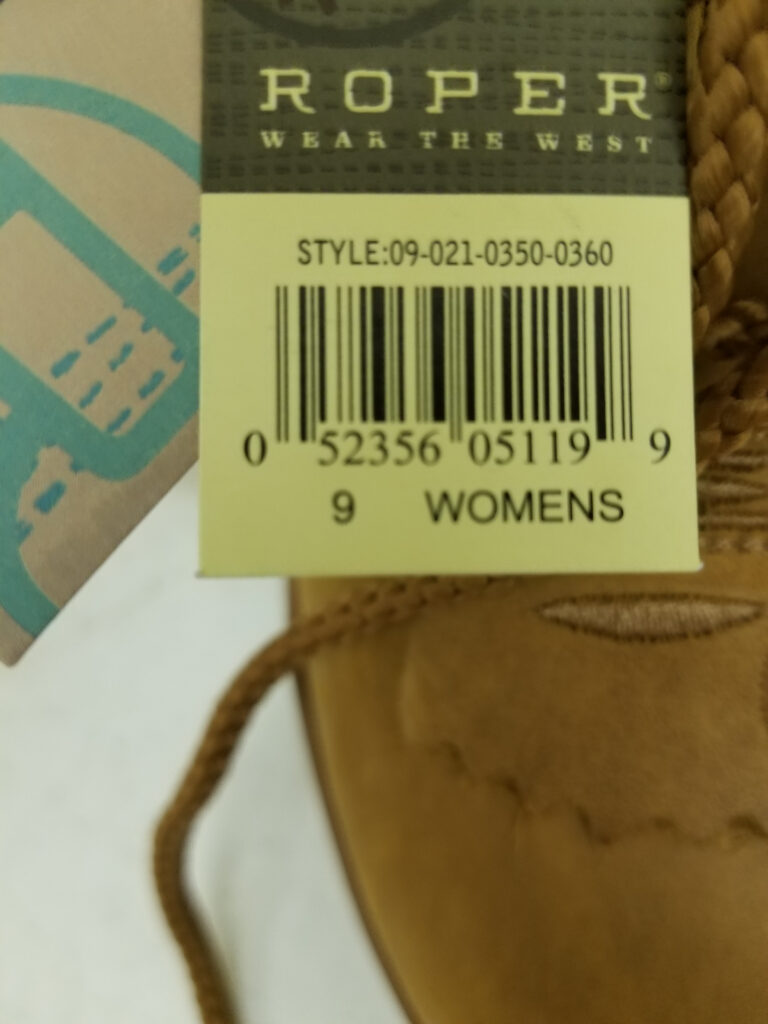 ROPER®
WEAR THE WEST
STYLE:09-021-0350-0360
0 52356 05119 9
9 WOMENS